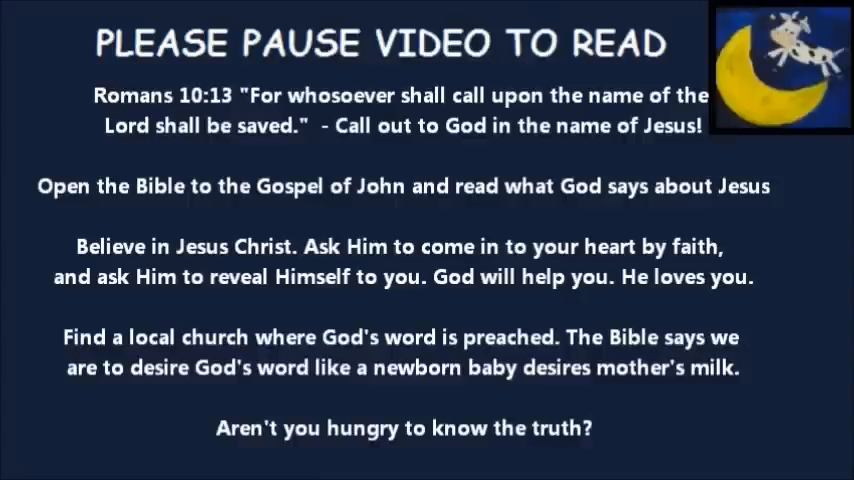 PLEASE PAUSE VIDEO TO READ
Romans 10:13 "For whosoever shall call upon the name of the
Lord shall be saved."  - Call out to God in the name of Jesus!
Open the Bible to the Gospel of John and read what God says about Jesus
Believe in Jesus Christ. Ask Him to come in to your heart by faith,
and ask Him to reveal Himself to you. God will help you. He loves you.
Find a local church where God's word is preached. The Bible says we
are to desire God's word like a newborn baby desires mother's milk.
Aren't you hungry to know the truth?